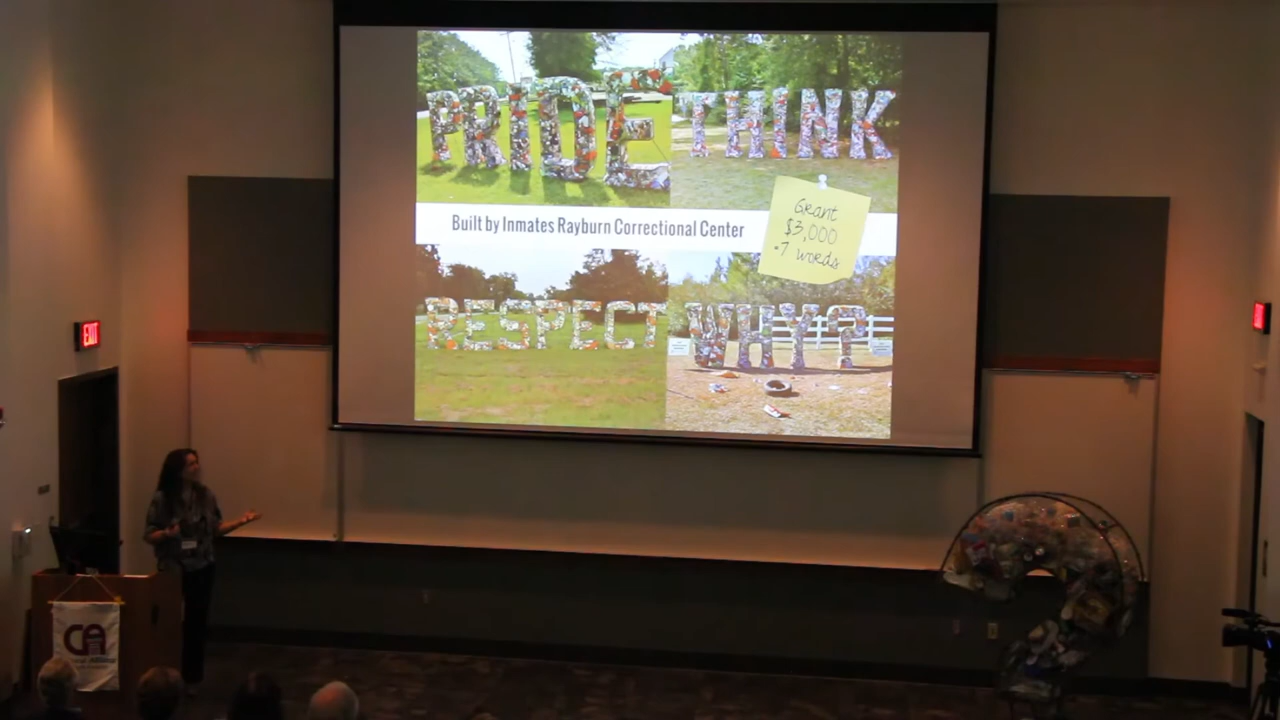 PRIDE
THINK
Built by Inmates Rayburn Correctional Center
Grant
$3,000
•7 words
RESPECT
WHY?
EXIT
CA